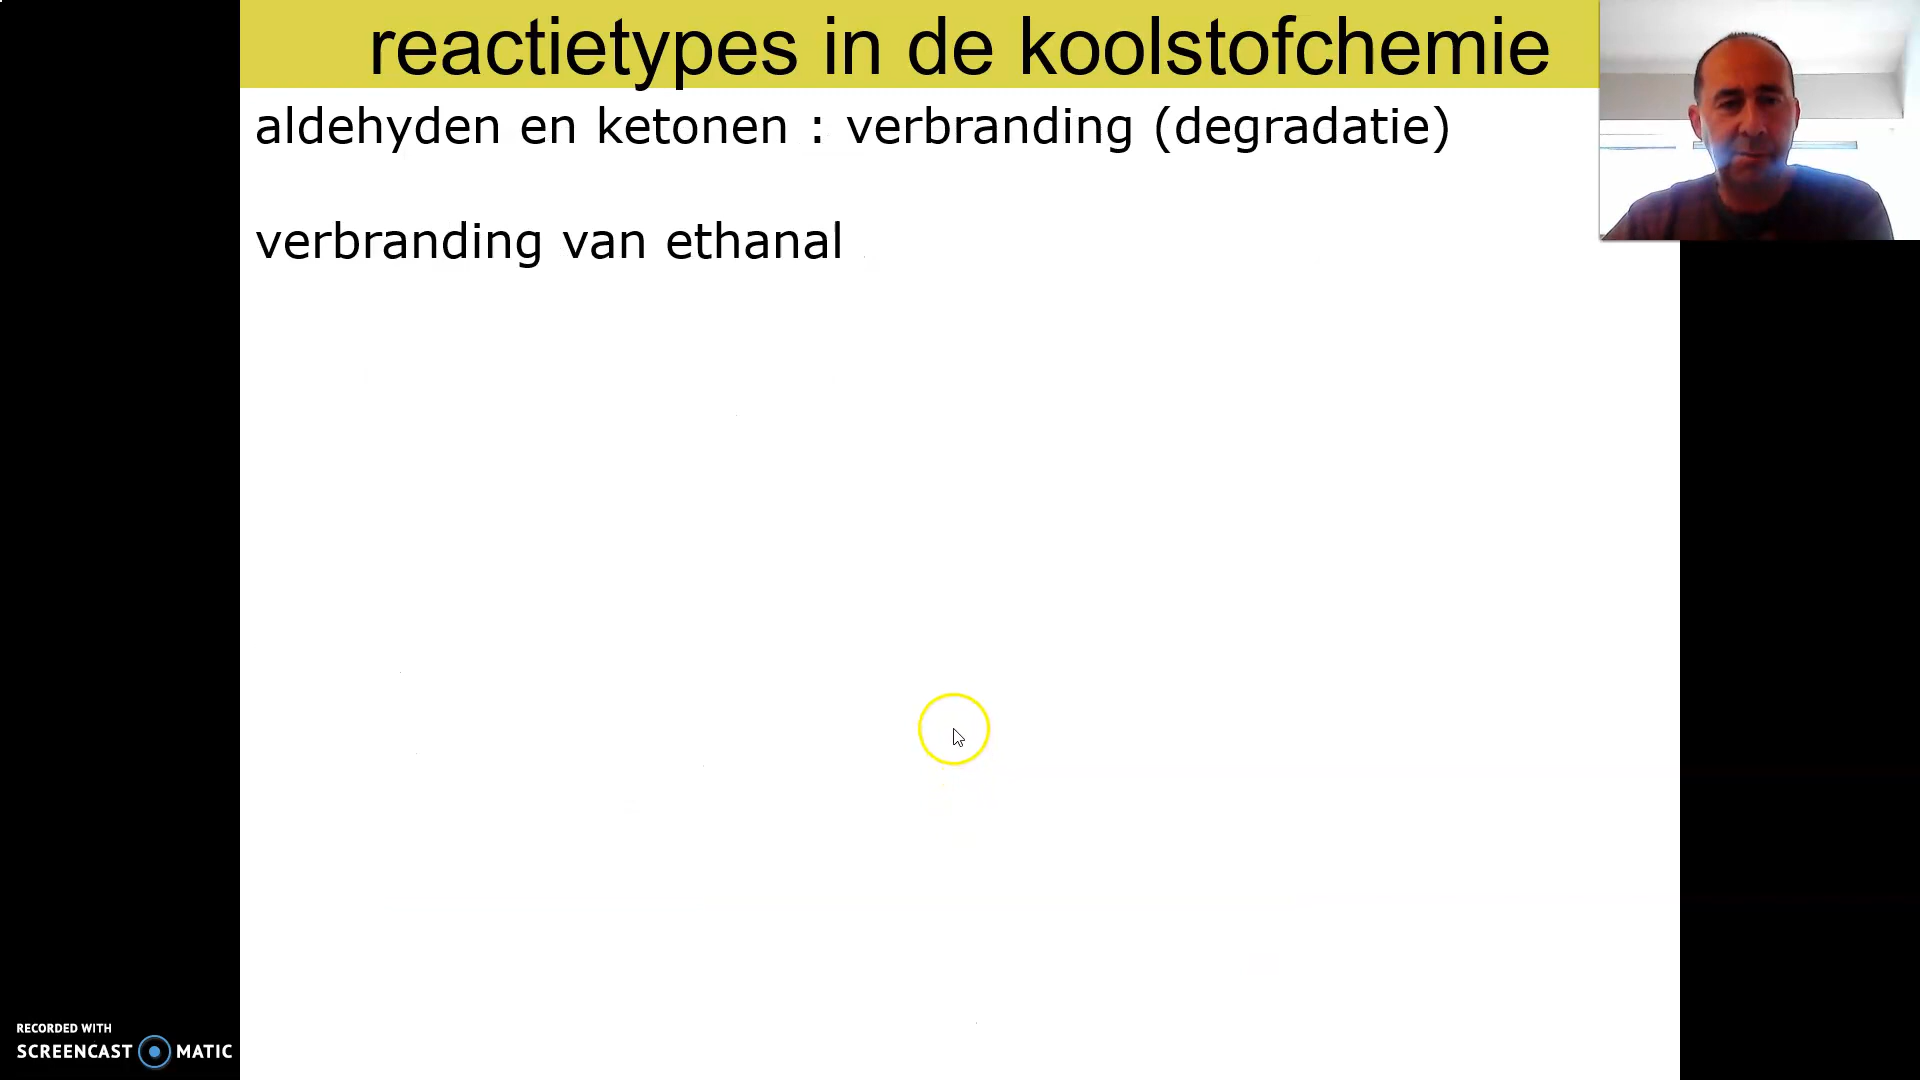 reactietypes in de koolstofchemie
aldehyden en ketonen : verbranding (degradatie)
verbranding van ethanal
RECORDED WITH
SCREENCAST MATIC